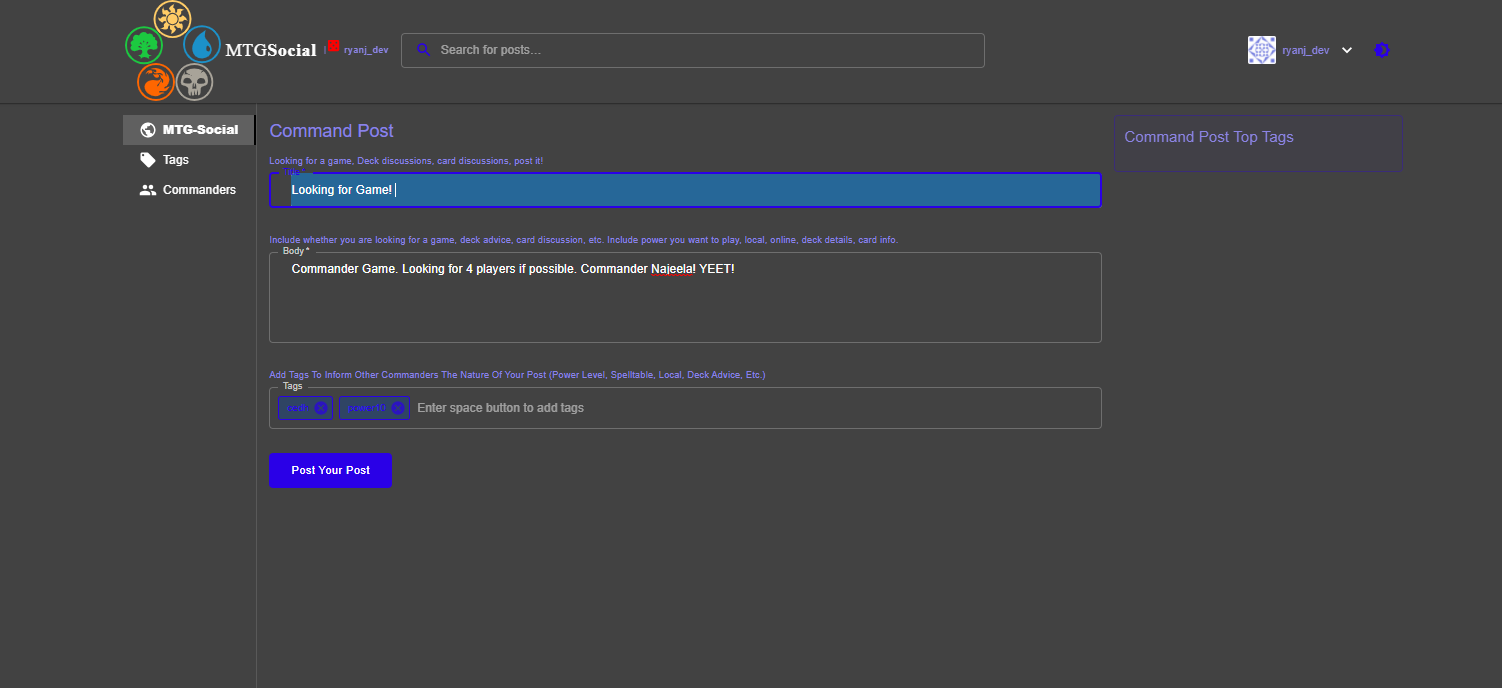 MTGSocial
ryanj_dev
Search for posts...
ryanj_dev
MTG-Social
Tags
Commanders
Command Post
Looking for a game, Deck discussions, card discussions, post it!
Title *
Looking for Game!
Include whether you are looking for a game, deck advice, card discussion, etc. Include power you want to play, local, online, deck details, card info.
Body *
Commander Game. Looking for 4 players if possible. Commander Najeela! YEET!
Add Tags To Inform Other Commanders The Nature Of Your Post (Power Level, Spelltable, Local, Deck Advice, Etc.)
Tags
cedh power10 Enter space button to add tags
Post Your Post
Command Post Top Tags